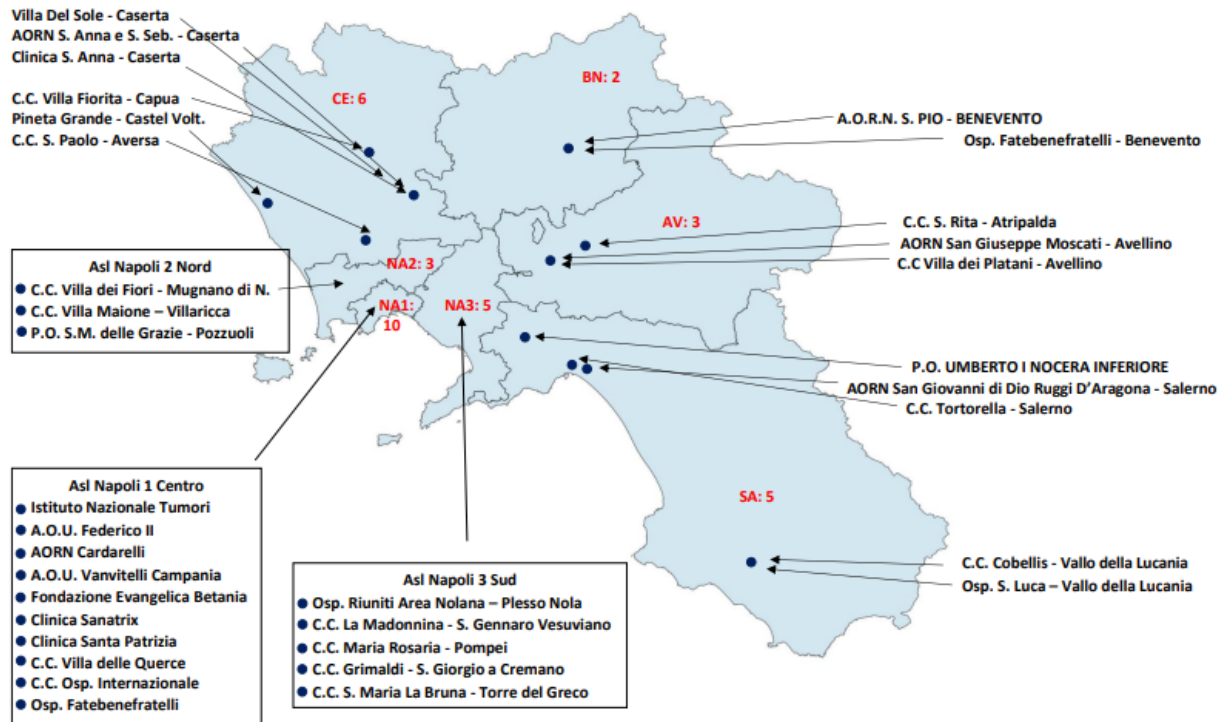 Villa Del Sole - Caserta
AORN S. Anna e S. Seb. - Caserta
Clinica S. Anna - Caserta
C.C. Villa Fiorita - Capua
Pineta Grande - Castel Volt.
C.C. S. Paolo - Aversa
CE: 6
BN: 2
A.O.R.N. S. PIO - BENEVENTO
Osp. Fatebenefratelli - Benevento
AV: 3
C.C. S. Rita - Atripalda
AORN San Giuseppe Moscati - Avellino
C.C Villa dei Platani - Avellino
Asl Napoli 2 Nord
C.C. Villa dei Fiori - Mugnano di N.
C.C. Villa Maione – Villaricca
P.O. S.M. delle Grazie - Pozzuoli
NA2: 3
NA1:
10
NA3: 5
P.O. UMBERTO I NOCERA INFERIORE
AORN San Giovanni di Dio Ruggi D’Aragona - Salerno
C.C. Tortorella - Salerno
SA: 5
C.C. Cobellis - Vallo della Lucania
Osp. S. Luca – Vallo della Lucania
Asl Napoli 1 Centro
Istituto Nazionale Tumori
A.O.U. Federico II
AORN Cardarelli
A.O.U. Vanvitelli Campania
Fondazione Evangelica Betania
Clinica Sanatrix
Clinica Santa Patrizia
C.C. Villa delle Querce
C.C. Osp. Internazionale
Osp. Fatebenefratelli
Asl Napoli 3 Sud
Osp. Riuniti Area Nolana – Plesso Nola
C.C. La Madonnina - S. Gennaro Vesuviano
C.C. Maria Rosaria - Pompei
C.C. Grimaldi - S. Giorgio a Cremano
C.C. S. Maria La Bruna - Torre del Greco